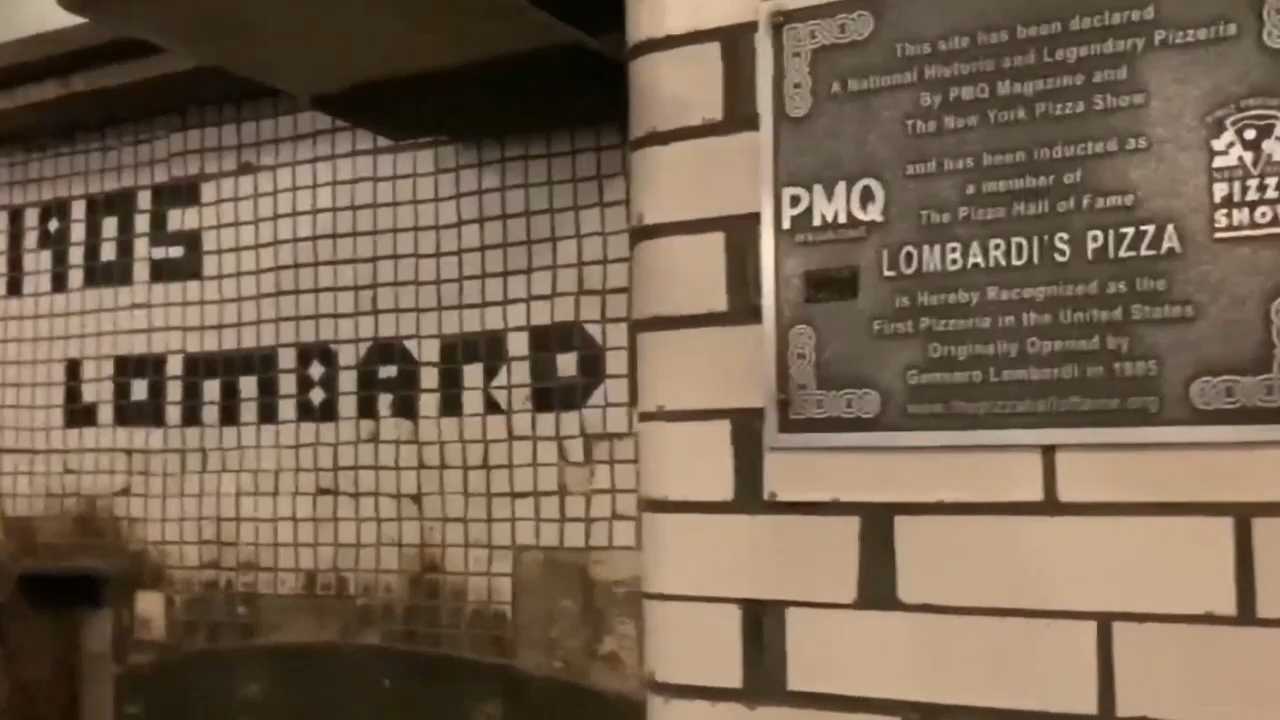 1905
LOMBARD
This site has been declared
A National Historic and Legendary Pizzeria
By PMQ Magazine and
The New York Pizza Show
and has been inducted as
a member of
The Pizza Hall of Fame
PMQ
LOMBARDI'S PIZZA
is Hereby Recognized as the
First Pizzeria in the United States
Originally Opened by
Gennaro Lombardi in 1905
www.thepizzahalloffame.org
PIZZ
SHO